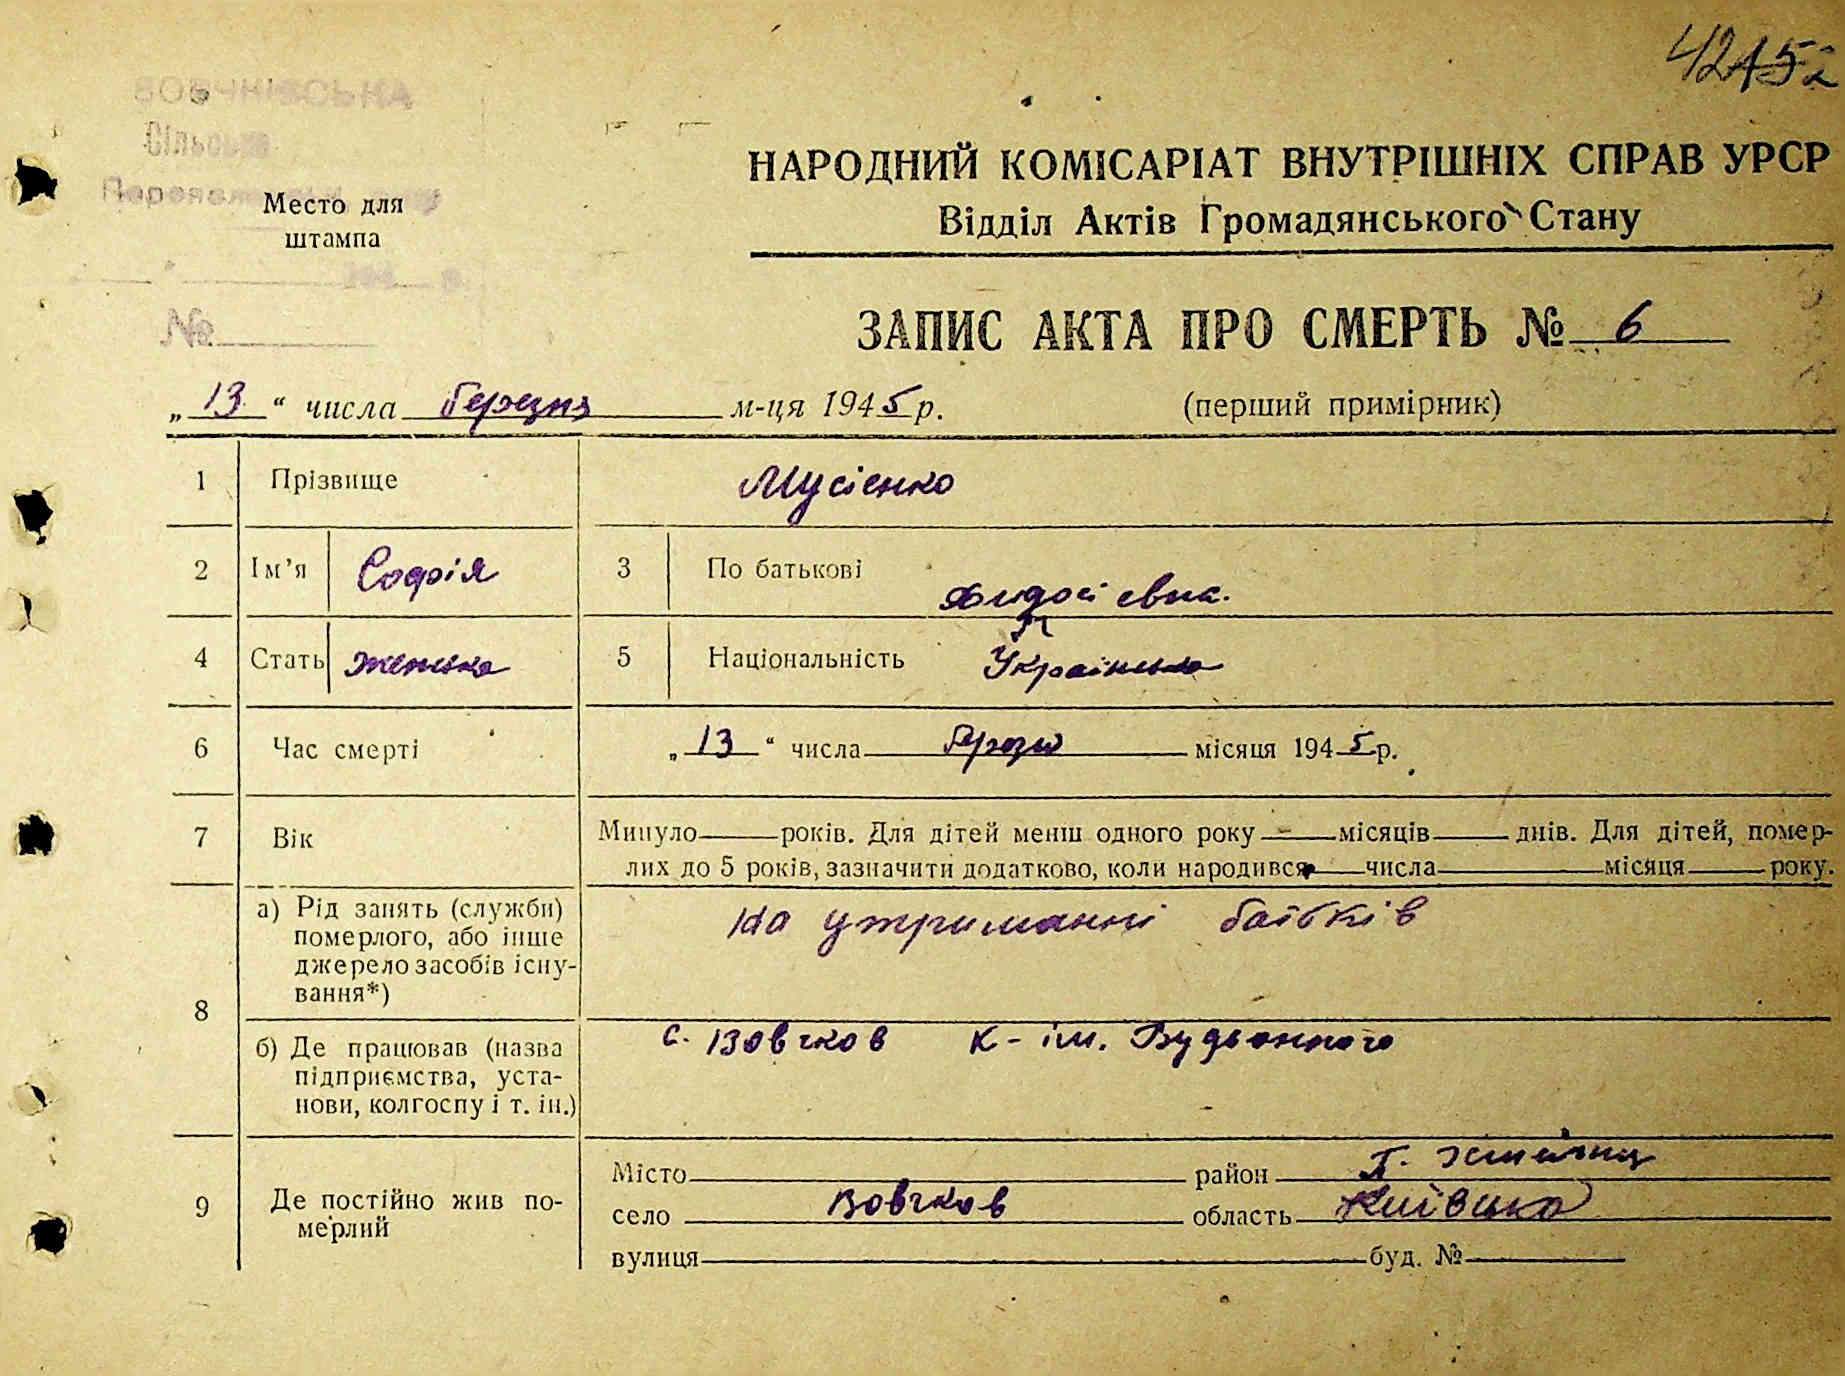 ВОВЧКІВСЬКА
Сільська
Место для
штампа
№
НАРОДНИЙ КОМІСАРІАТ ВНУТРІШНІХ СПРАВ УРСР
Відділ Актів Громадянського Стану
ЗАПИС АКТА ПРО СМЕРТЬ № 6
„ 13 “ числа березня м-ця 1945 р. (перший примірник)
1 Прізвище Мусієнко
2 Ім’я Софія 3 По батькові
4 Стать женська 5 Національність Українська
6 Час смерті „ 13 “ числа місяця 1945 р.
7 Вік Минуло років. Для дітей менш одного року – місяців днів. Для дітей, помер-
лих до 5 років, зазначити додатково, коли народився числа місяця року.
8 а) Рід занять (служби) померлого, або інше джерело засобів існу-вання*) На утриманні батьків
б) Де працював (назва підприємства, уста-нови, колгоспу і т. ін.) с. Вовчков К-ім. Будьонного
9 Де постійно жив по-мерлий Місто район
село Вовчков область Київська
вулиця буд. №